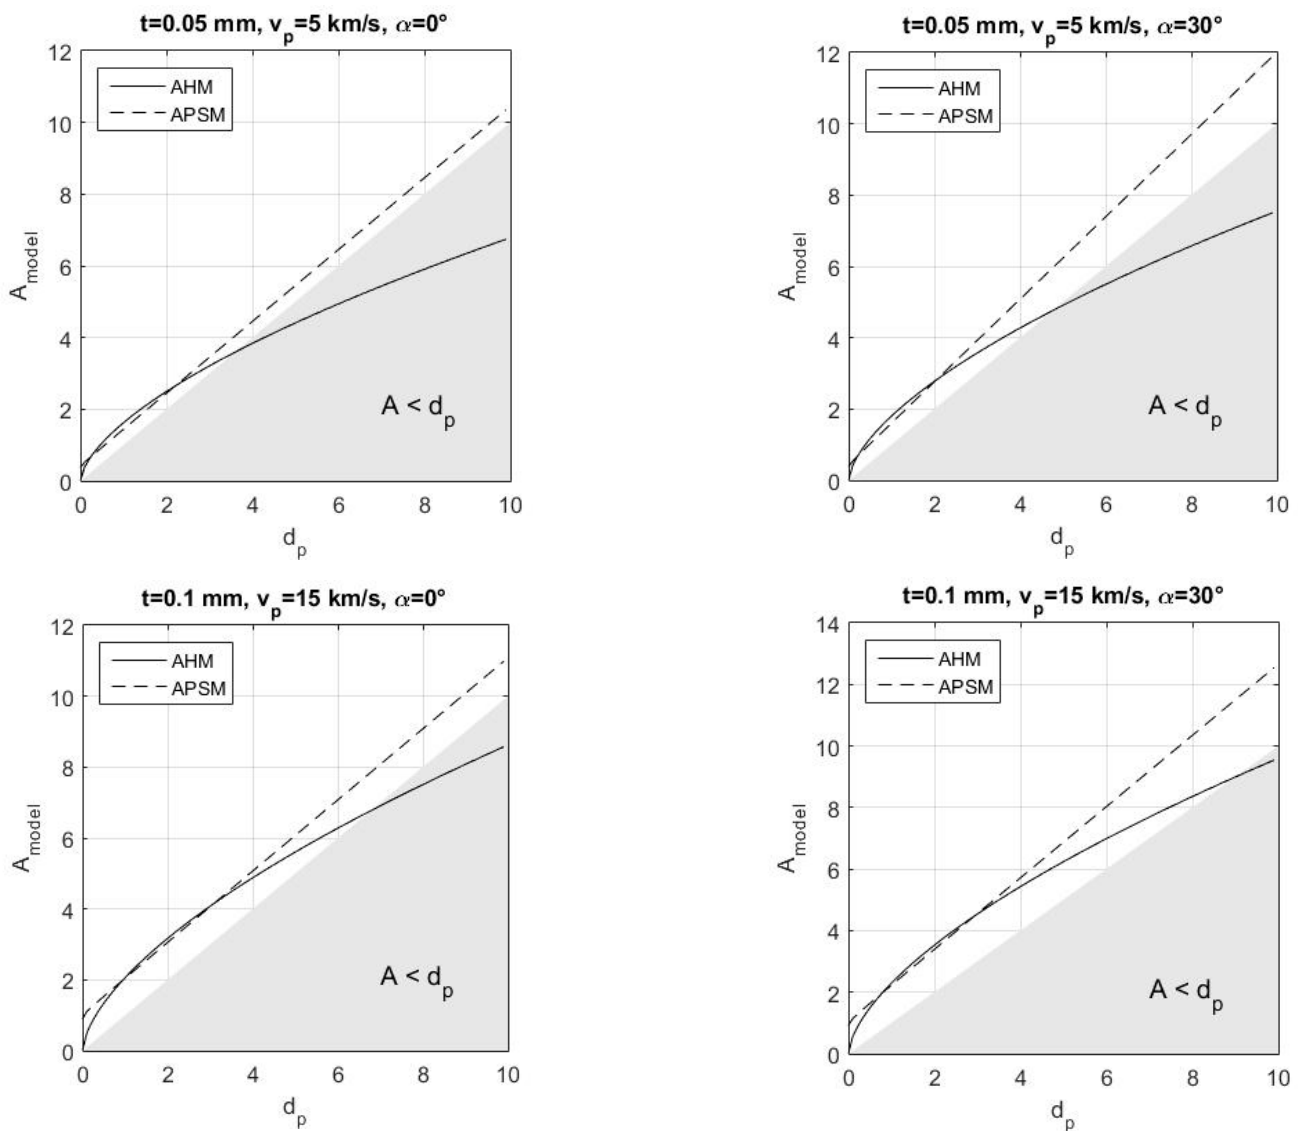 t=0.05 mm, v_p=5 km/s, α=0°
12
10
8
6
4
2
0
A_model
AHM
APSM
A < d_p
0 2 4 6 8 10
d_p
t=0.05 mm, v_p=5 km/s, α=30°
12
10
8
6
4
2
0
A_model
AHM
APSM
A < d_p
0 2 4 6 8 10
d_p
t=0.1 mm, v_p=15 km/s, α=0°
12
10
8
6
4
2
0
A_model
AHM
APSM
A < d_p
0 2 4 6 8 10
d_p
t=0.1 mm, v_p=15 km/s, α=30°
14
12
10
8
6
4
2
0
A_model
AHM
APSM
A < d_p
0 2 4 6 8 10
d_p